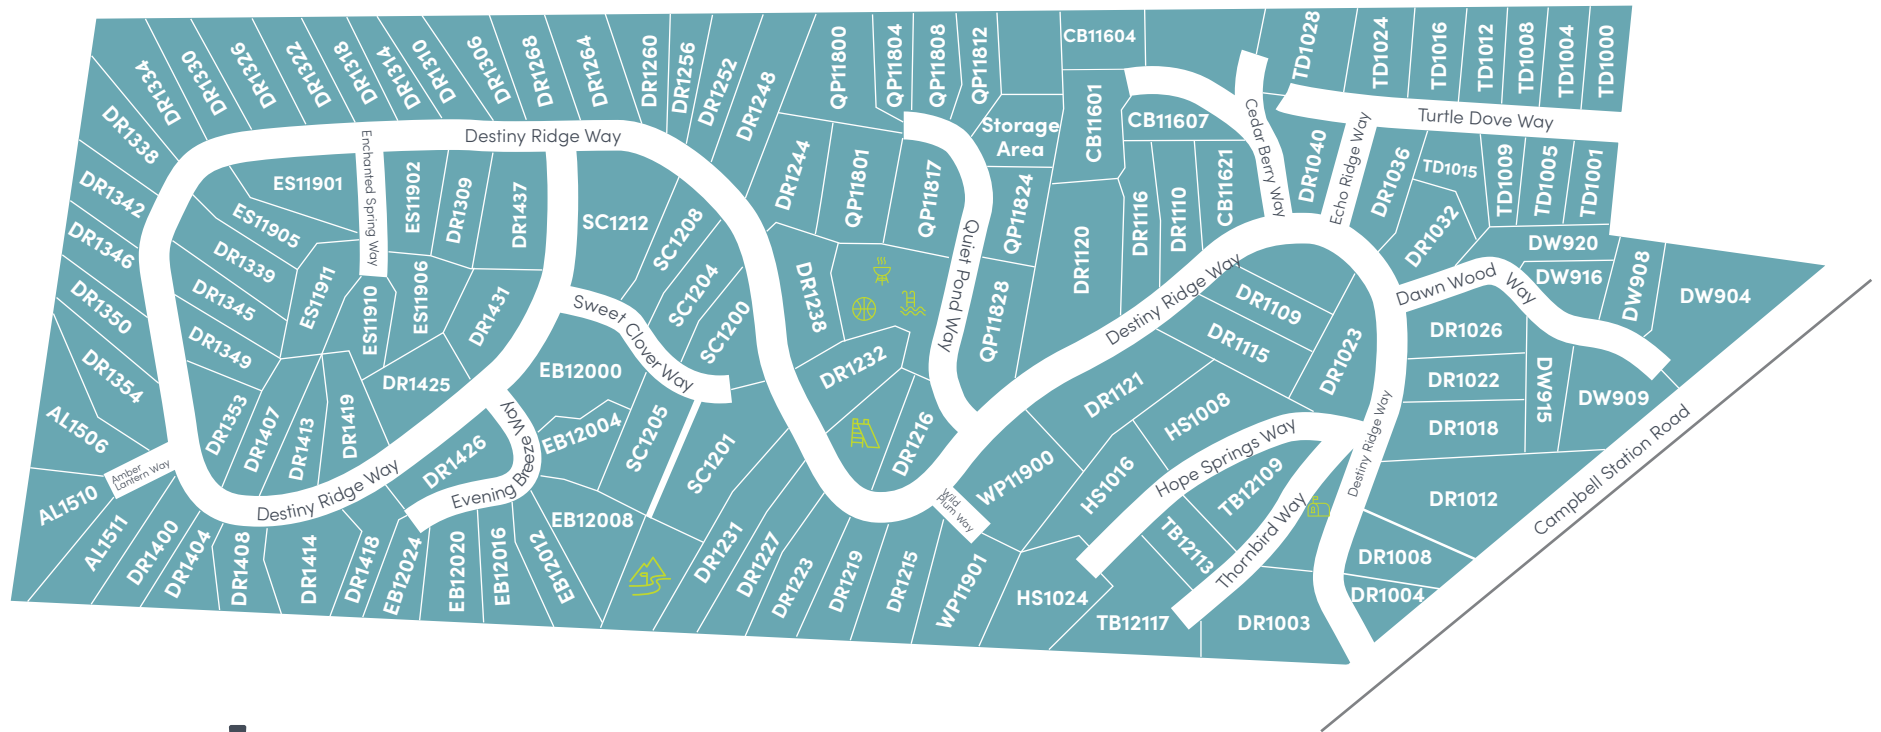 DR1334
DR1330
DR1326
DR1322
DR1318
DR1314
DR1310
DR1306
DR1268
DR1264
DR1260
DR1256
DR1252
DR1248
QP11800
QP11804
QP11808
QP11812
CB11604
TD1028
TD1024
TD1016
TD1012
TD1008
TD1004
TD1000
DR1338
DR1342
DR1346
DR1350
DR1354
AL1506
AL1510
AL1511
Amber
Lantern Way
Destiny Ridge Way
Enchanted Spring Way
ES11901
ES11905
DR1339
DR1345
DR1349
DR1353
DR1407
DR1413
DR1419
DR1425
ES11911
ES11910
ES11906
ES11902
DR1309
DR1437
DR1431
SC1212
SC1208
SC1204
SC1200
Sweet Clover Way
EB12000
EB12004
SC1205
SC1201
EB12008
DR1426
Evening Breeze Way
Destiny Ridge Way
DR1400
DR1404
DR1408
DR1414
DR1418
EB12024
EB12020
EB12016
EB12012
DR1244
QP11801
QP11817
QP11824
QP11828
Quiet Pond Way
Storage
Area
DR1238
DR1232
DR1216
DR1231
DR1227
DR1223
DR1219
DR1215
WP11901
WP11900
Wild
Plum Way
CB11601
CB11607
CB11621
Cedar Berry Way
DR1120
DR1116
DR1110
Destiny Ridge Way
DR1040
Echo Ridge Way
DR1036
DR1032
Turtle Dove Way
TD1015
TD1009
TD1005
TD1001
DW920
DW916
DW908
DW904
Dawn Wood Way
DR1026
DR1022
DR1018
DW915
DW909
DR1012
DR1008
DR1004
DR1003
DR1109
DR1115
DR1121
DR1023
HS1008
HS1016
HS1024
Hope Springs Way
TB12109
TB12113
TB12117
Thornbird Way
Destiny Ridge Way
Campbell Station Road